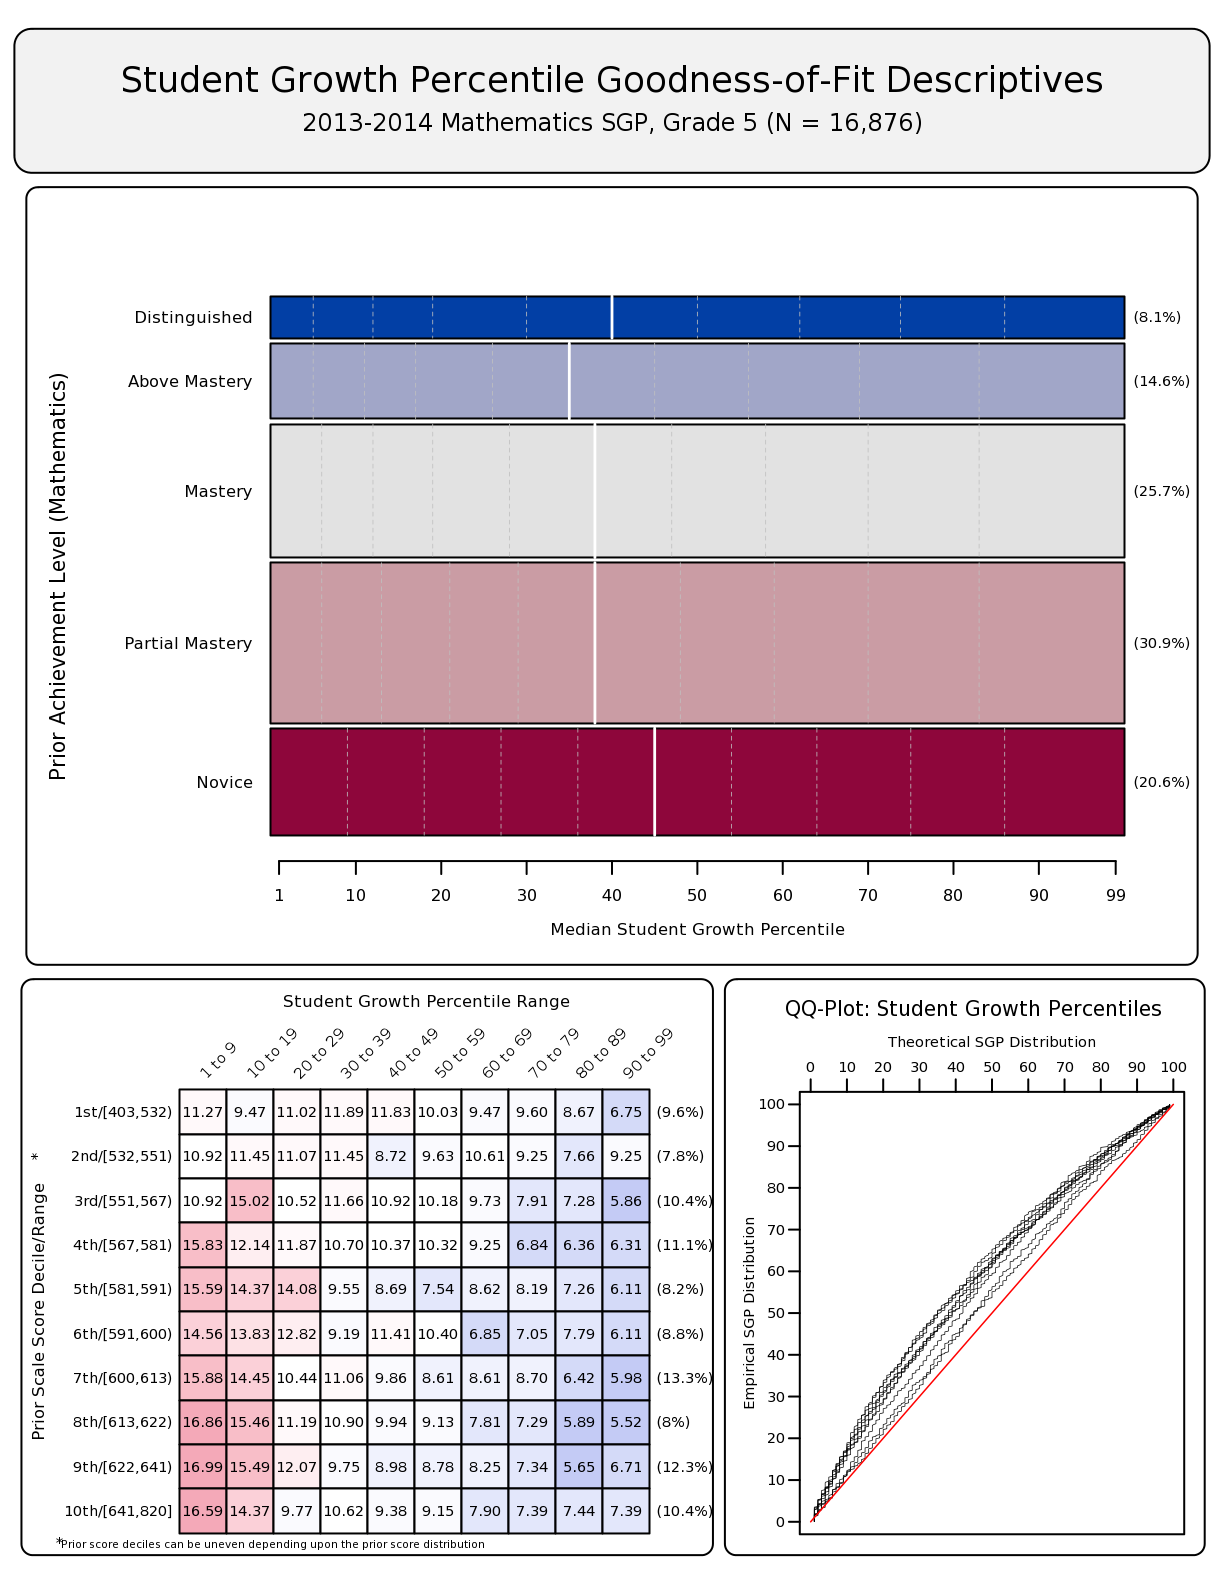 Student Growth Percentile Goodness-of-Fit Descriptives
2013-2014 Mathematics SGP, Grade 5 (N = 16,876)
Prior Achievement Level (Mathematics)
Distinguished (8.1%)
Above Mastery (14.6%)
Mastery (25.7%)
Partial Mastery (30.9%)
Novice (20.6%)
1 10 20 30 40 50 60 70 80 90 99
Median Student Growth Percentile
Student Growth Percentile Range
1 to 9 10 to 19 20 to 29 30 to 39 40 to 49 50 to 59 60 to 69 70 to 79 80 to 89 90 to 99
Prior Scale Score Decile/Range *
1st/[403,532) 11.27 9.47 11.02 11.89 11.83 10.03 9.47 9.60 8.67 6.75 (9.6%)
2nd/[532,551) 10.92 11.45 11.07 11.45 8.72 9.63 10.61 9.25 7.66 9.25 (7.8%)
3rd/[551,567) 10.92 15.02 10.52 11.66 10.92 10.18 9.73 7.91 7.28 5.86 (10.4%)
4th/[567,581) 15.83 12.14 11.87 10.70 10.37 10.32 9.25 6.84 6.36 6.31 (11.1%)
5th/[581,591) 15.59 14.37 14.08 9.55 8.69 7.54 8.62 8.19 7.26 6.11 (8.2%)
6th/[591,600) 14.56 13.83 12.82 9.19 11.41 10.40 6.85 7.05 7.79 6.11 (8.8%)
7th/[600,613) 15.88 14.45 10.44 11.06 9.86 8.61 8.61 8.70 6.42 5.98 (13.3%)
8th/[613,622) 16.86 15.46 11.19 10.90 9.94 9.13 7.81 7.29 5.89 5.52 (8%)
9th/[622,641) 16.99 15.49 12.07 9.75 8.98 8.78 8.25 7.34 5.65 6.71 (12.3%)
10th/[641,820] 16.59 14.37 9.77 10.62 9.38 9.15 7.90 7.39 7.44 7.39 (10.4%)
*Prior score deciles can be uneven depending upon the prior score distribution
QQ-Plot: Student Growth Percentiles
Theoretical SGP Distribution
0 10 20 30 40 50 60 70 80 90 100
Empirical SGP Distribution
100
90
80
70
60
50
40
30
20
10
0